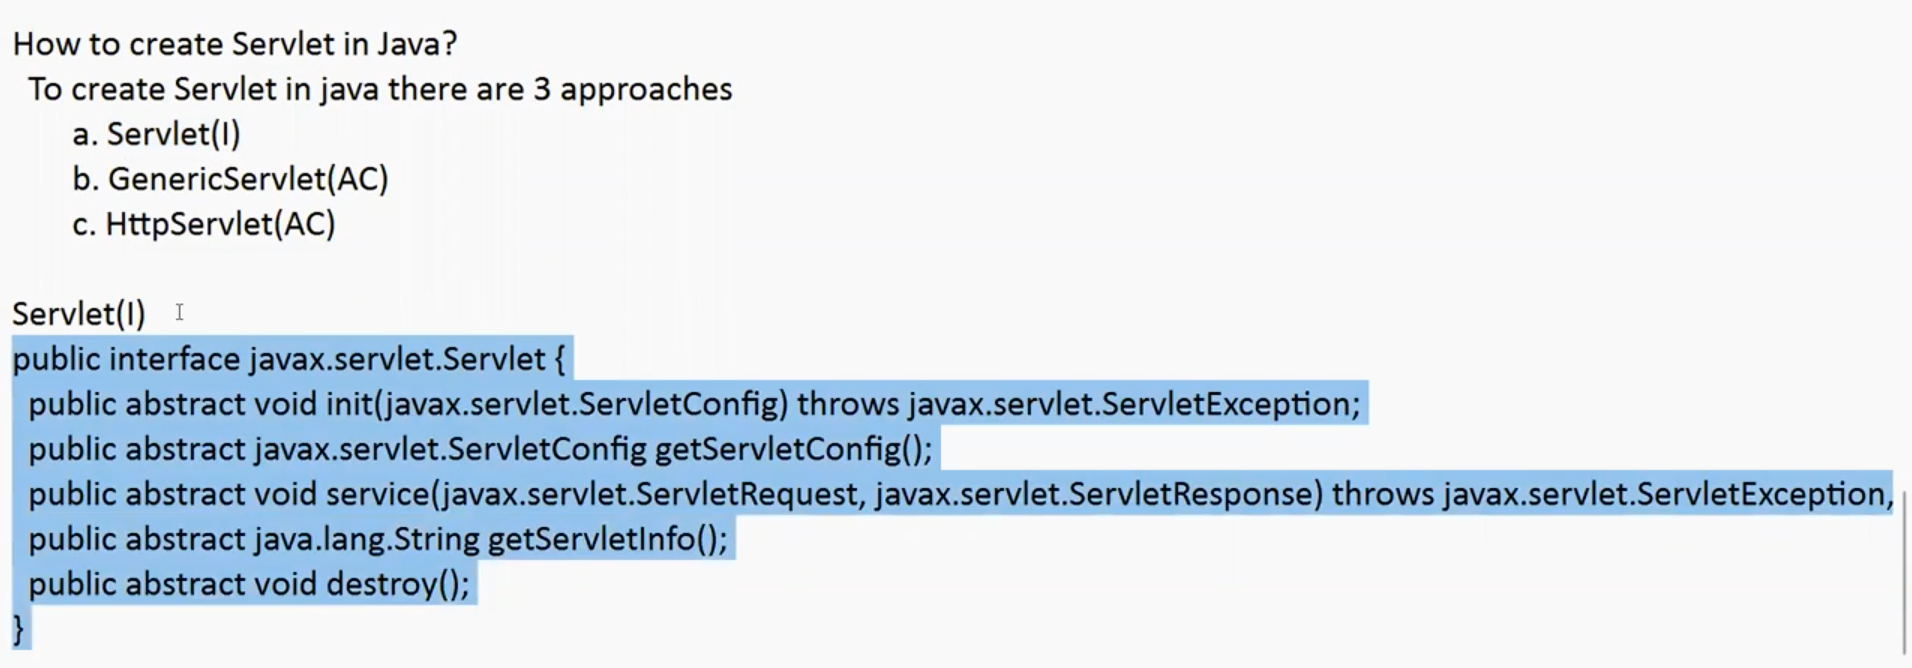 How to create Servlet in Java?
To create Servlet in java there are 3 approaches
a. Servlet(I)
b. GenericServlet(AC)
c. HttpServlet(AC)
Servlet(I)
public interface javax.servlet.Servlet {
public abstract void init(javax.servlet.ServletConfig) throws javax.servlet.ServletException;
public abstract javax.servlet.ServletConfig getServletConfig();
public abstract void service(javax.servlet.ServletRequest, javax.servlet.ServletResponse) throws javax.servlet.ServletException,
public abstract java.lang.String getServletInfo();
public abstract void destroy();
}